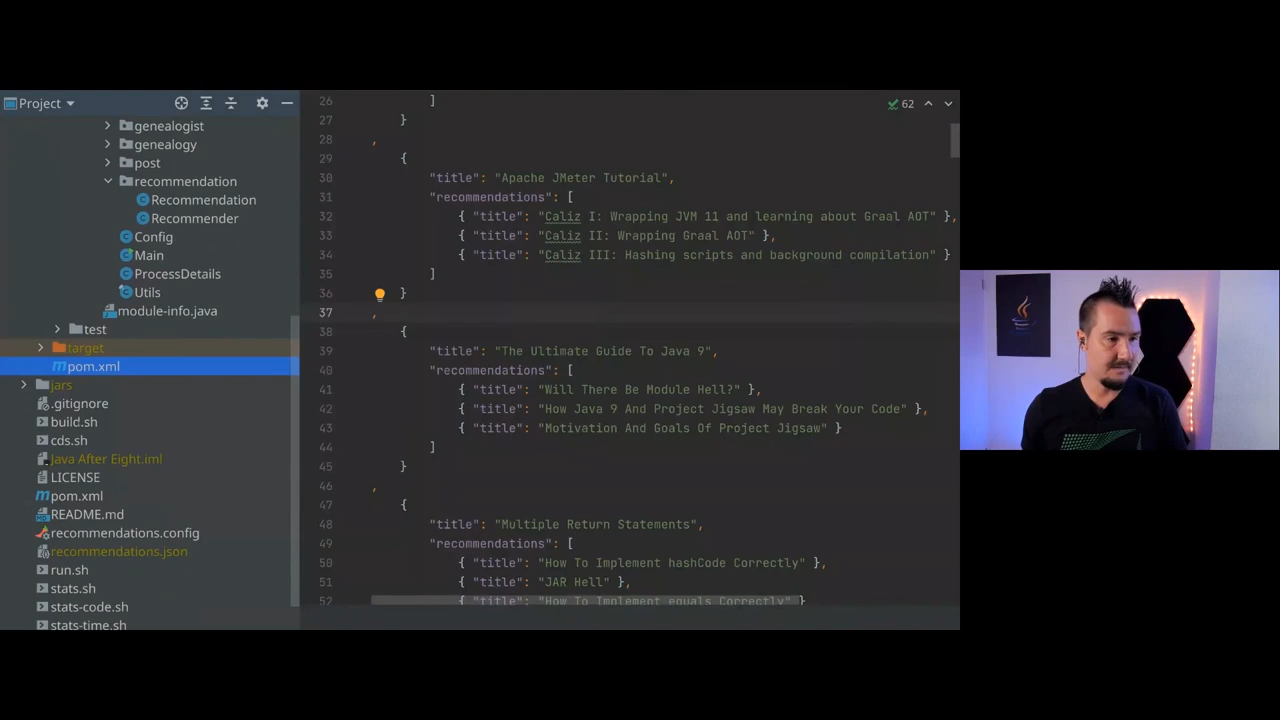 Project
genealogist
genealogy
post
recommendation
Recommendation
Recommender
Config
Main
ProcessDetails
Utils
module-info.java
test
target
pom.xml
jars
.gitignore
build.sh
cds.sh
Java After Eight.iml
LICENSE
pom.xml
README.md
recommendations.config
recommendations.json
run.sh
stats.sh
stats-code.sh
stats-time.sh
62
26 ]
27 }
28 ,
29 {
30 "title": "Apache JMeter Tutorial",
31 "recommendations": [
32 { "title": "Caliz I: Wrapping JVM 11 and learning about Graal AOT" },
33 { "title": "Caliz II: Wrapping Graal AOT" },
34 { "title": "Caliz III: Hashing scripts and background compilation" }
35 ]
36 }
37 ,
38 {
39 "title": "The Ultimate Guide To Java 9",
40 "recommendations": [
41 { "title": "Will There Be Module Hell?" },
42 { "title": "How Java 9 And Project Jigsaw May Break Your Code" },
43 { "title": "Motivation And Goals Of Project Jigsaw" }
44 ]
45 }
46 ,
47 {
48 "title": "Multiple Return Statements",
49 "recommendations": [
50 { "title": "How To Implement hashCode Correctly" },
51 { "title": "JAR Hell" },
52 { "title": "How To Implement equals Correctly" }